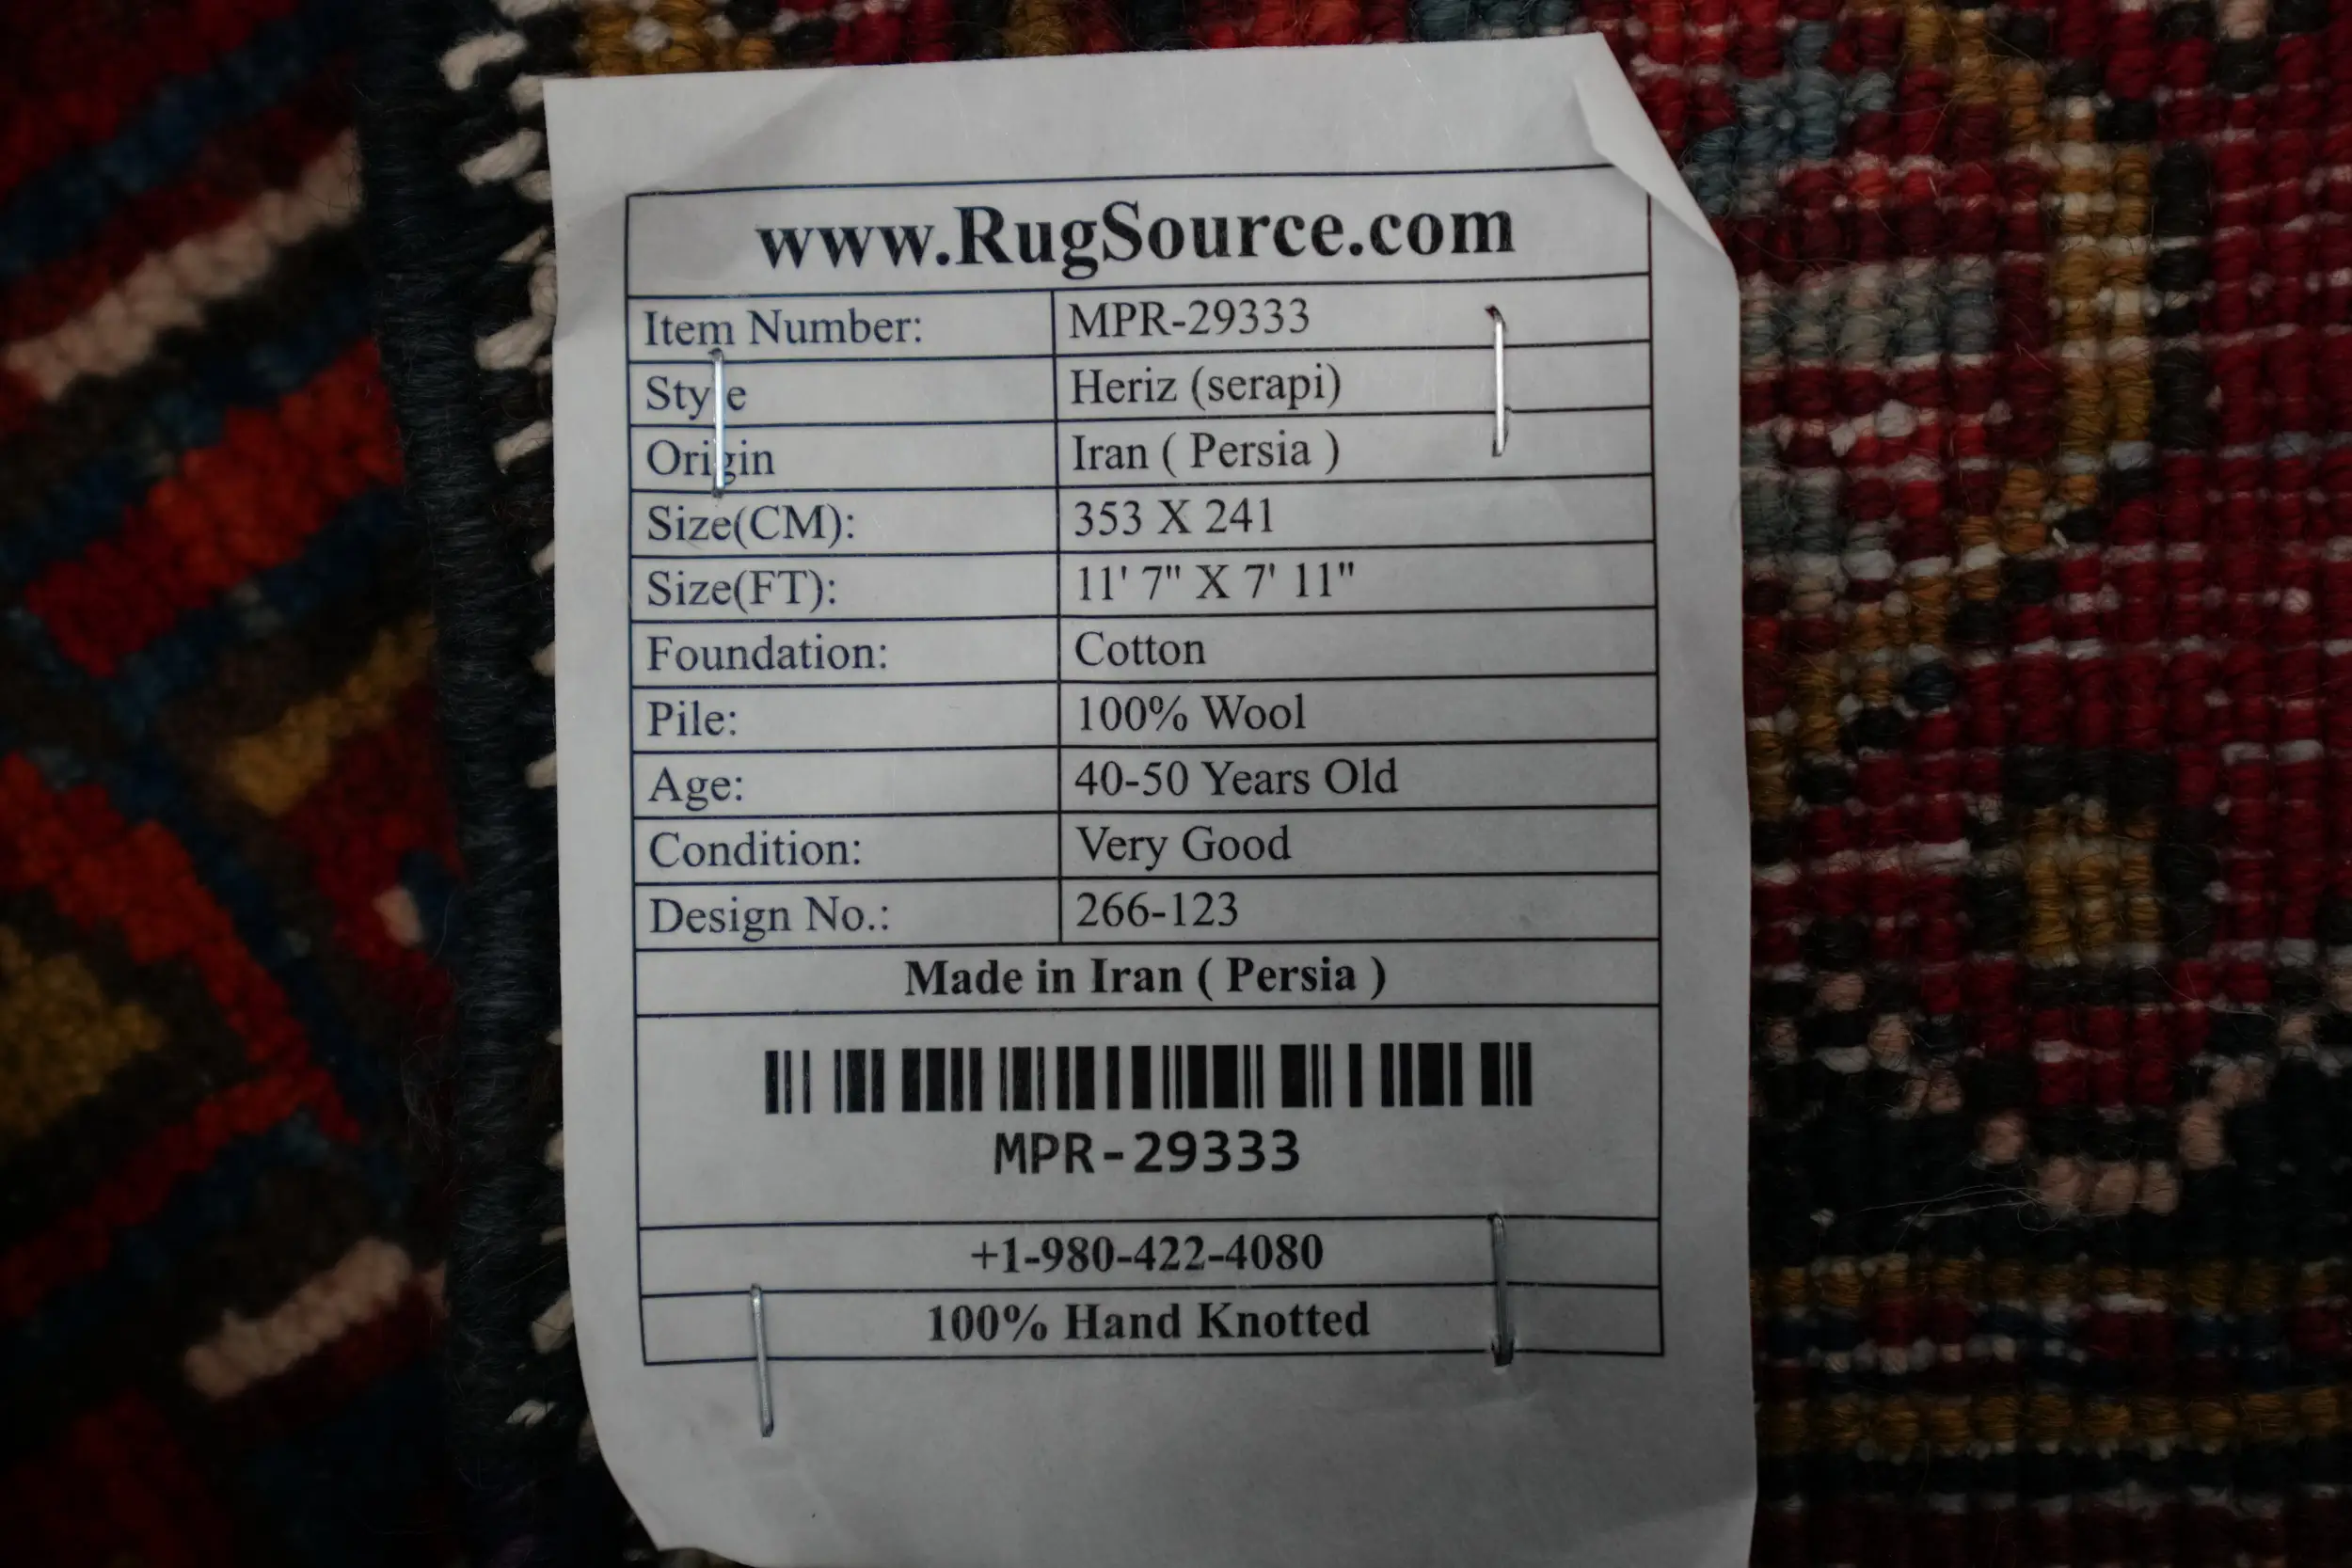 www.RugSource.com
Item Number: MPR-29333
Style Heriz (serapi)
Origin Iran ( Persia )
Size(CM): 353 X 241
Size(FT): 11' 7" X 7' 11"
Foundation: Cotton
Pile: 100% Wool
Age: 40-50 Years Old
Condition: Very Good
Design No.: 266-123
Made in Iran ( Persia )
MPR-29333
+1-980-422-4080
100% Hand Knotted